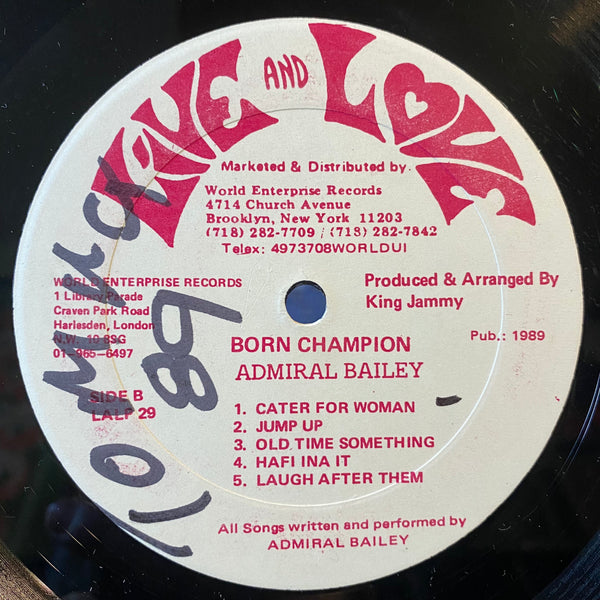 LIVE AND LOVE
Marketed & Distributed by.
World Enterprise Records
4714 Church Avenue
Brooklyn, New York 11203
(718) 282-7709 / (718) 282-7842
Telex: 4973708WORLDUI
WORLD ENTERPRISE RECORDS
1 Library Parade
Craven Park Road
Harlesden, London
N.W. 10 8SG
01-965-6497
Produced & Arranged By
King Jammy
Pub.: 1989
SIDE B
LALP 29
BORN CHAMPION
ADMIRAL BAILEY
1. CATER FOR WOMAN
2. JUMP UP
3. OLD TIME SOMETHING
4. HAFI INA IT
5. LAUGH AFTER THEM
All Songs written and performed by
ADMIRAL BAILEY
89